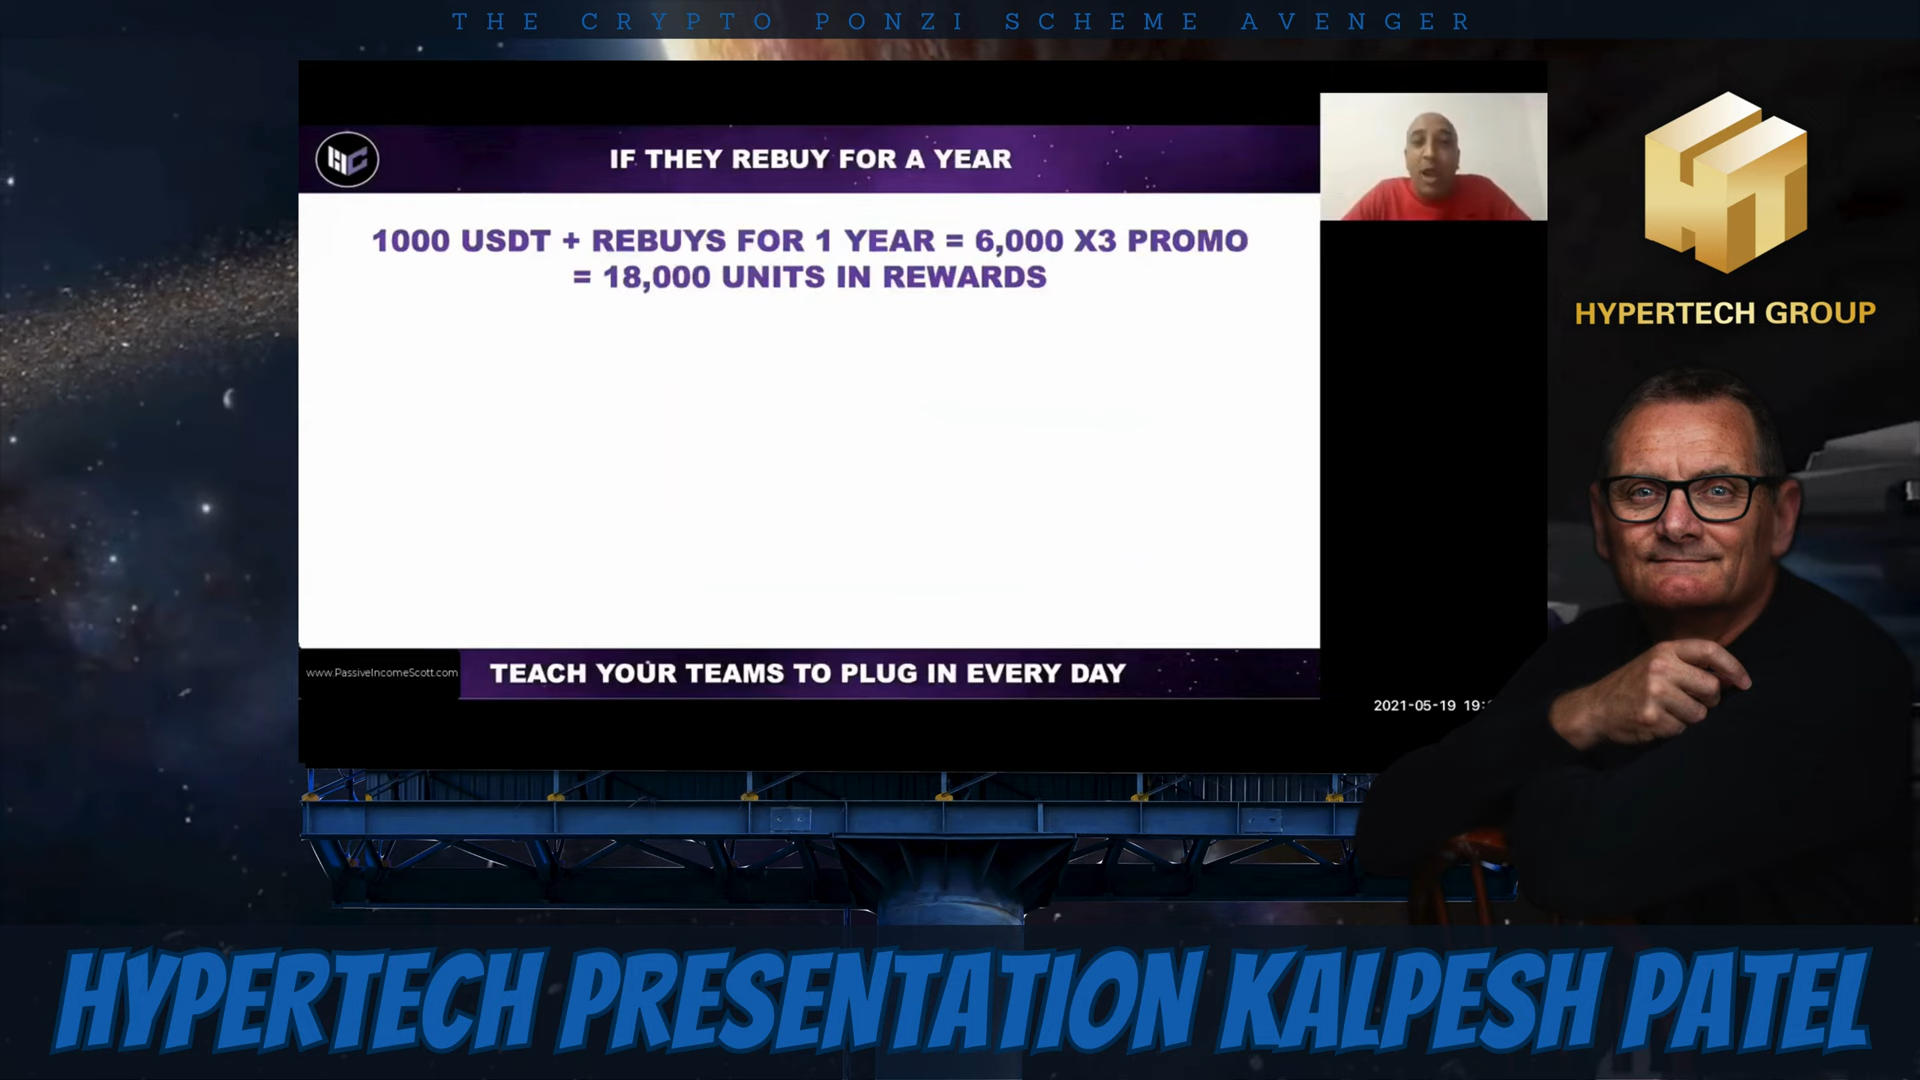 THE CRYPTO PONZI SCHEME AVENGER
HC
IF THEY REBUY FOR A YEAR
1000 USDT + REBUYS FOR 1 YEAR = 6,000 X3 PROMO
= 18,000 UNITS IN REWARDS
www.PassiveIncomeScott.com
TEACH YOUR TEAMS TO PLUG IN EVERY DAY
2021-05-19 19:
HT
HYPERTECH GROUP
HYPERTECH PRESENTATION KALPESH PATEL